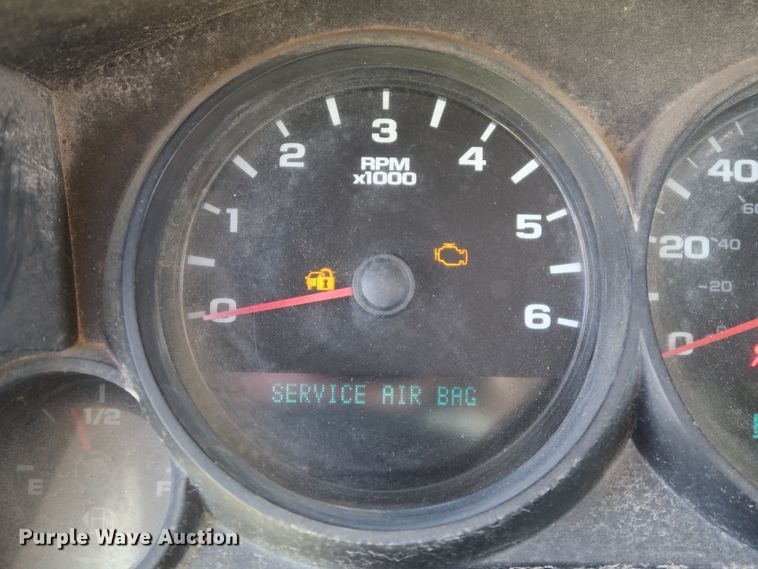 0 1 2 3 4 5 6
RPM
x1000
SERVICE AIR BAG
0 20 40
20 40 60
E 1/2 F
Purple Wave Auction